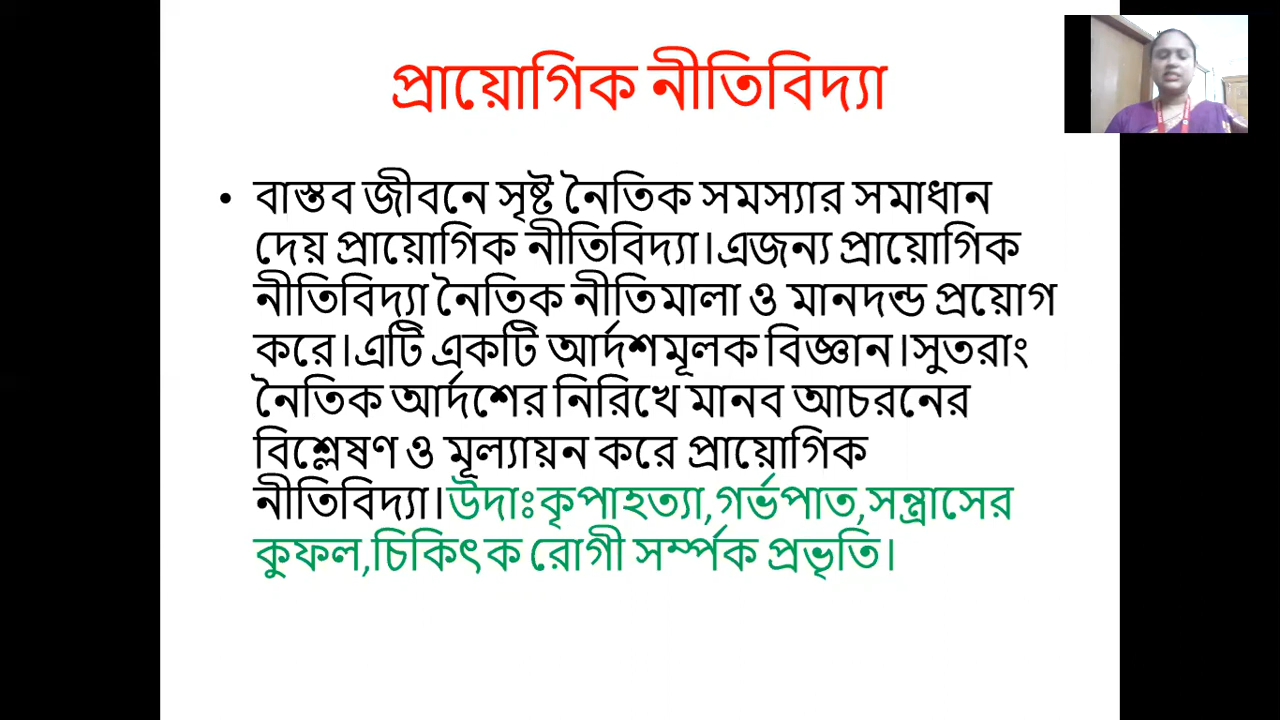 প্রায়োগিক নীতিবিদ্যা
• বাস্তব জীবনে সৃষ্ট নৈতিক সমস্যার সমাধান
দেয় প্রায়োগিক নীতিবিদ্যা।এজন্য প্রায়োগিক
নীতিবিদ্যা নৈতিক নীতিমালা ও মানদন্ড প্রয়োগ
করে।এটি একটি আর্দশমূলক বিজ্ঞান।সুতরাং
নৈতিক আর্দশের নিরিখে মানব আচরনের
বিশ্লেষণ ও মূল্যায়ন করে প্রায়োগিক
নীতিবিদ্যা।উদাঃকৃপাহত্যা,গর্ভপাত,সন্ত্রাসের
কুফল,চিকিৎক রোগী সর্ম্পক প্রভৃতি।